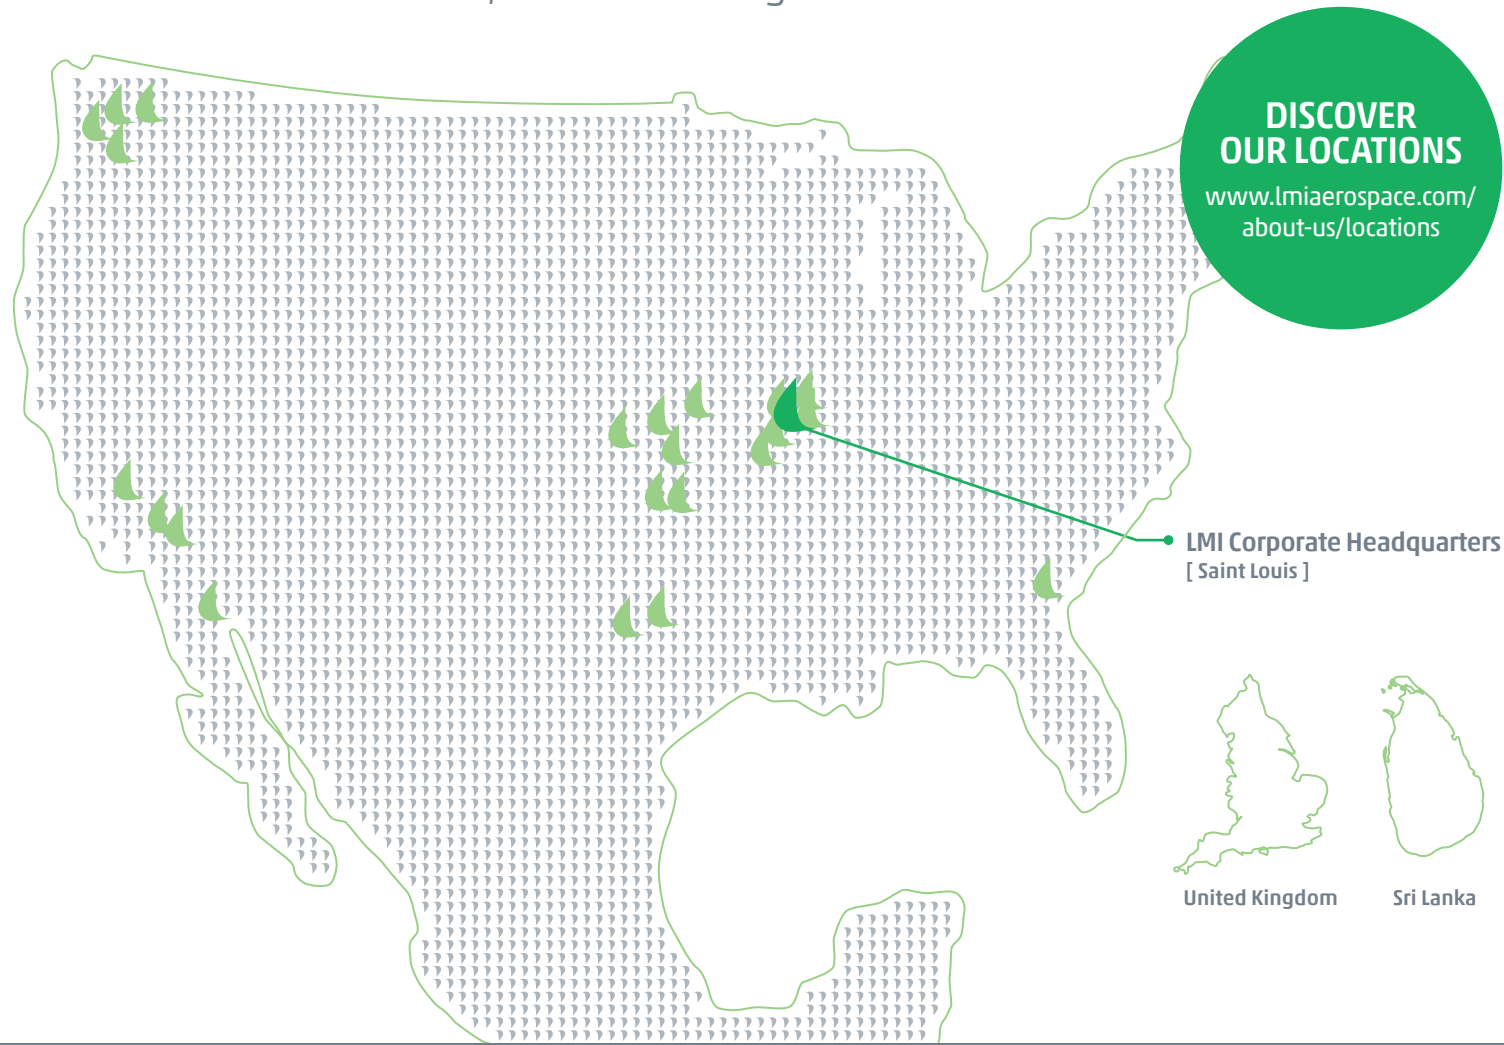 DISCOVER
OUR LOCATIONS
www.lmiaerospace.com/
about-us/locations
LMI Corporate Headquarters
[ Saint Louis ]
United Kingdom
Sri Lanka